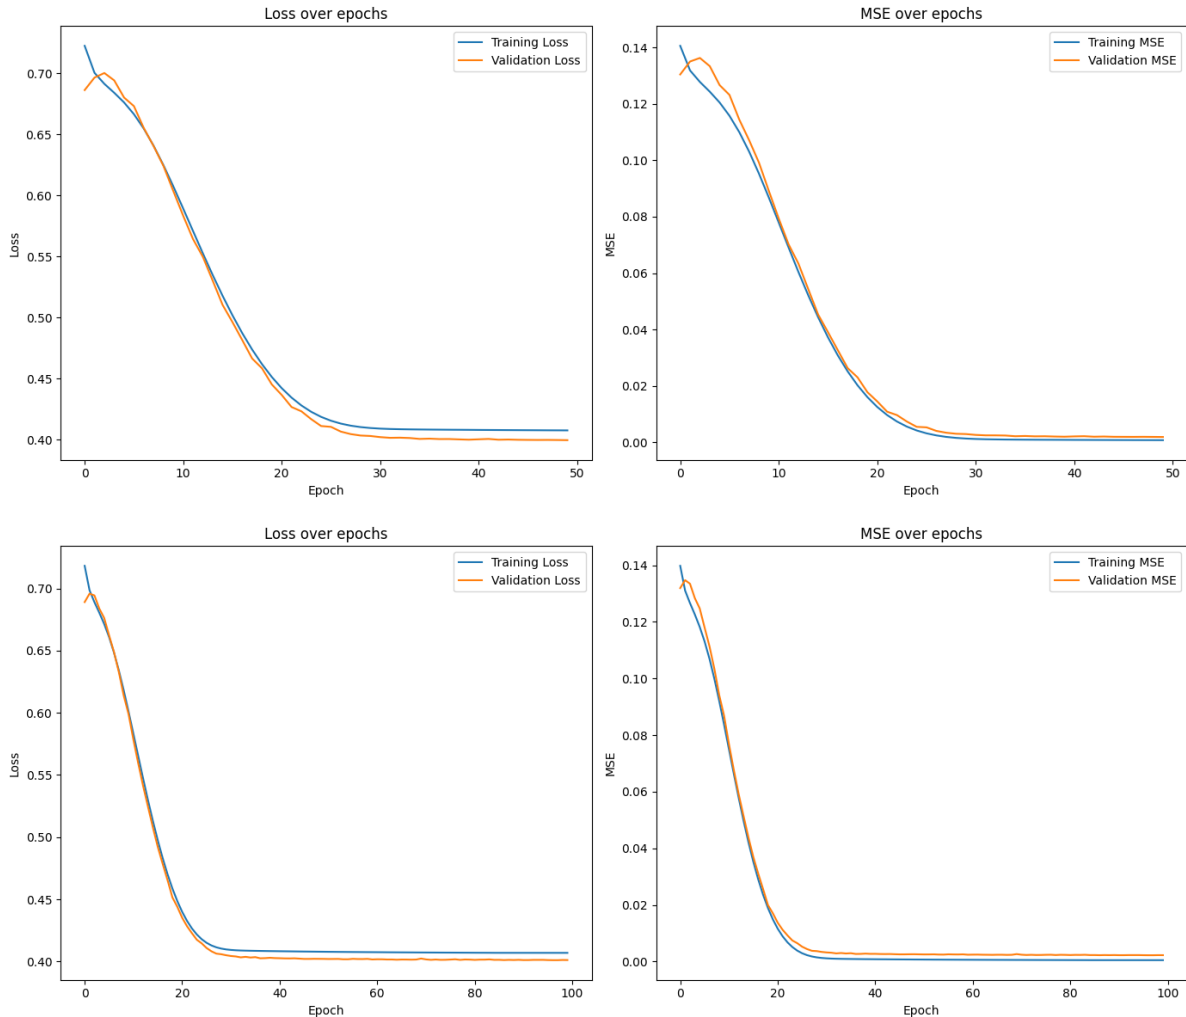 Loss over epochs
Training Loss
Validation Loss
0.70
0.65
0.60
0.55
0.50
0.45
0.40
Loss
0 10 20 30 40 50
Epoch
MSE over epochs
Training MSE
Validation MSE
0.14
0.12
0.10
0.08
0.06
0.04
0.02
0.00
MSE
0 10 20 30 40 50
Epoch
Loss over epochs
Training Loss
Validation Loss
0.70
0.65
0.60
0.55
0.50
0.45
0.40
Loss
0 20 40 60 80 100
Epoch
MSE over epochs
Training MSE
Validation MSE
0.14
0.12
0.10
0.08
0.06
0.04
0.02
0.00
MSE
0 20 40 60 80 100
Epoch